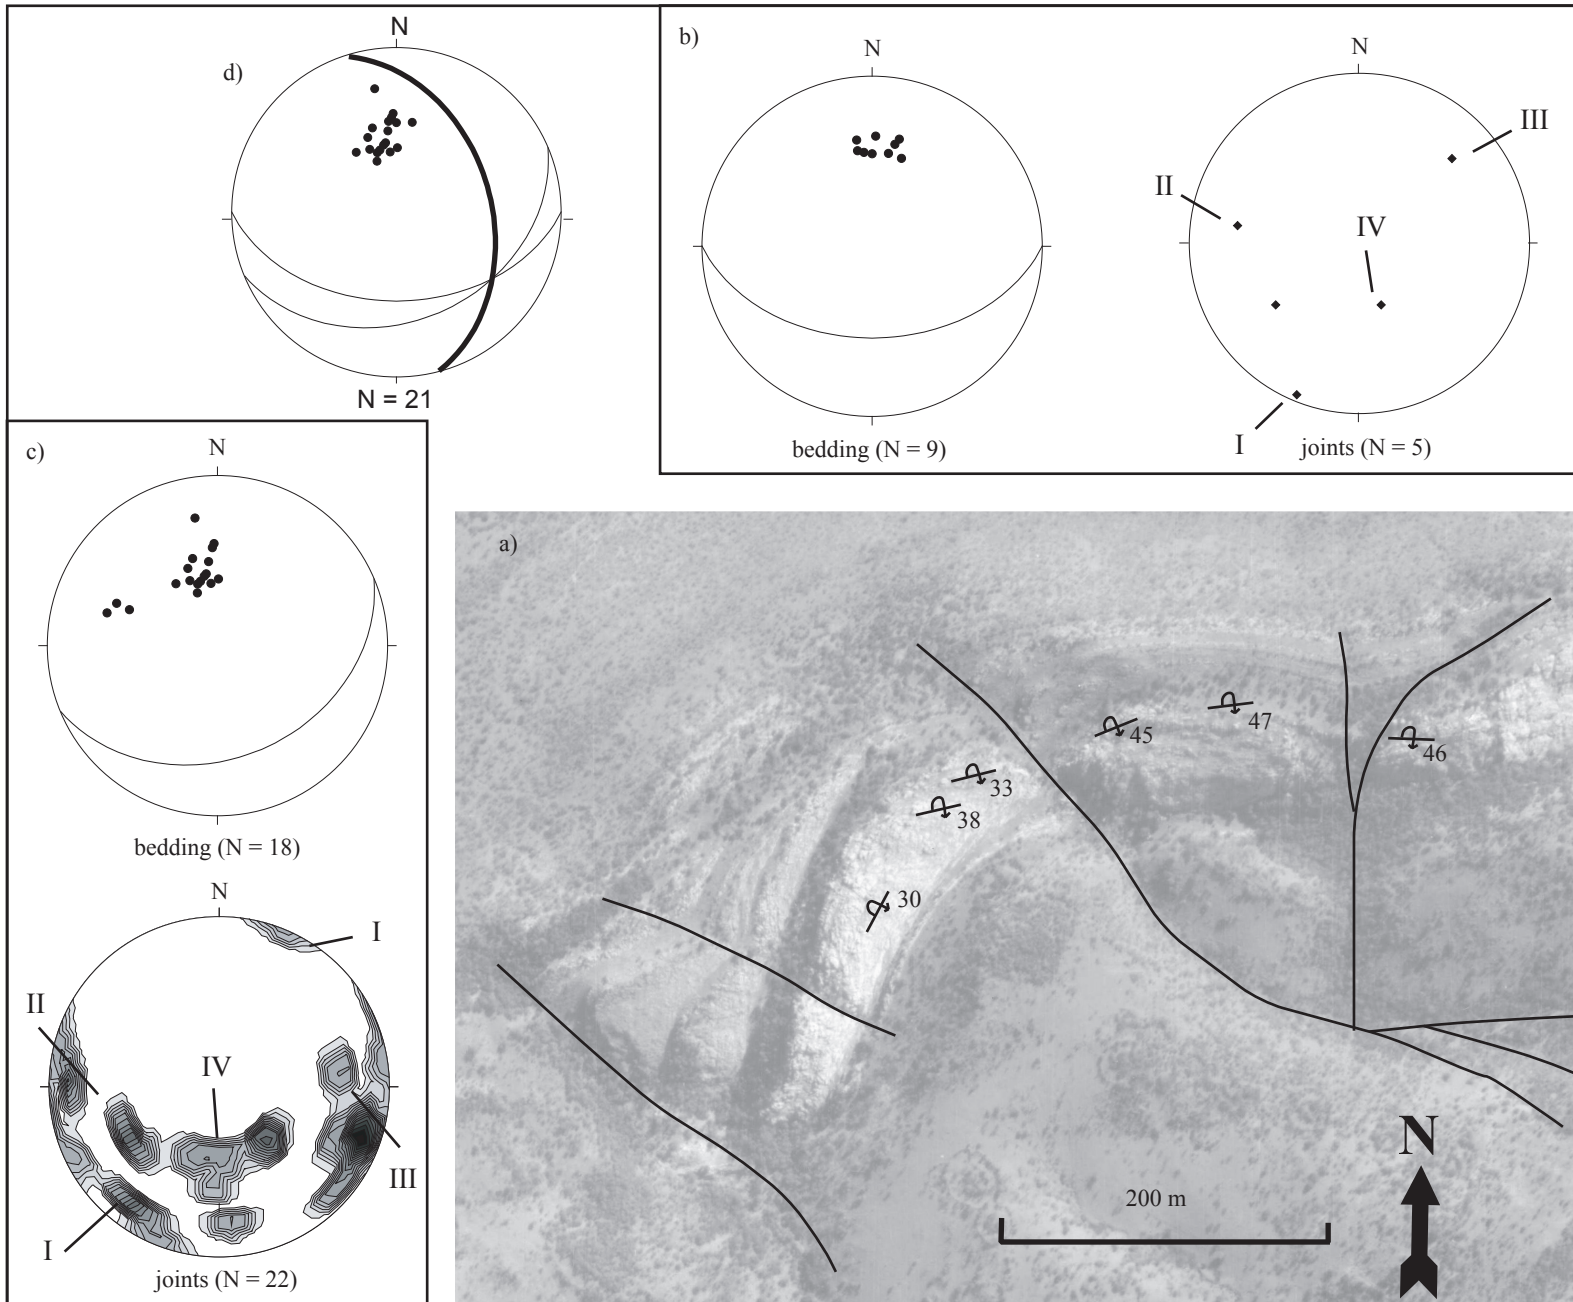 d)
N
N = 21
b)
N
bedding (N = 9)
N
III
II
IV
I
joints (N = 5)
c)
N
bedding (N = 18)
N
I
II
IV
III
I
joints (N = 22)
a)
45
47
46
33
38
30
200 m
N